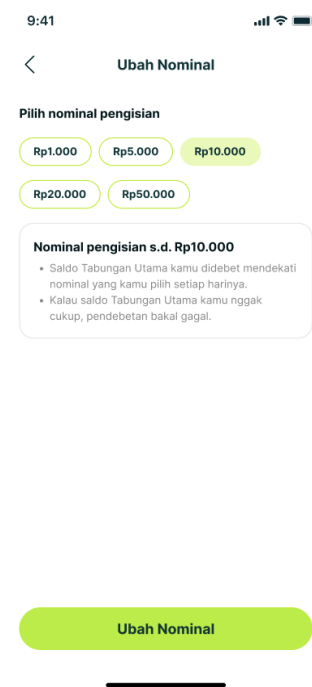 9:41
Ubah Nominal
Pilih nominal pengisian
Rp1.000 Rp5.000 Rp10.000
Rp20.000 Rp50.000
Nominal pengisian s.d. Rp10.000
• Saldo Tabungan Utama kamu didebet mendekati
nominal yang kamu pilih setiap harinya.
• Kalau saldo Tabungan Utama kamu nggak
cukup, pendebetan bakal gagal.
Ubah Nominal